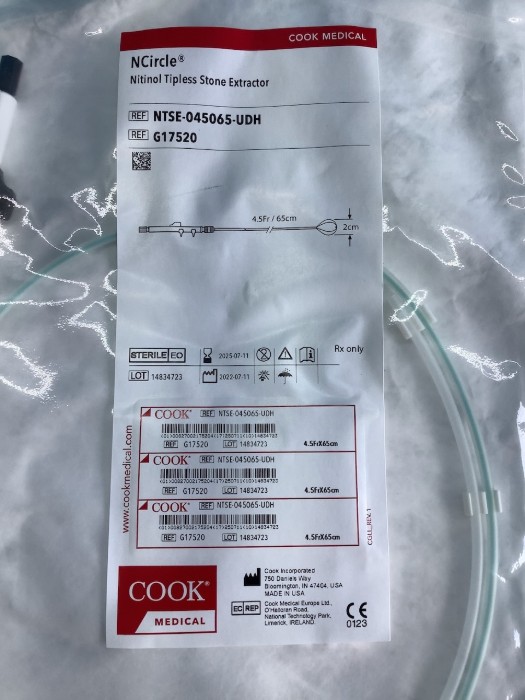 COOK MEDICAL
NCircle®
Nitinol Tipless Stone Extractor
REF NTSE-045065-UDH
REF G17520
4.5Fr / 65cm
2cm
STERILE EO 2025-07-11 Rx only
LOT 14834723 2022-07-11
www.cookmedical.com
COOK® REF NTSE-045065-UDH
REF G17520 LOT 14834723 4.5FrX65cm
COOK® REF NTSE-045065-UDH
REF G17520 LOT 14834723 4.5FrX65cm
COOK® REF NTSE-045065-UDH
REF G17520 LOT 14834723 4.5FrX65cm
COOK®
MEDICAL
Cook Incorporated
750 Daniels Way
Bloomington, IN 47404, USA
MADE IN USA
EC REP Cook Medical Europe Ltd.,
O'Halloran Road,
National Technology Park,
Limerick, IRELAND
CE
0123